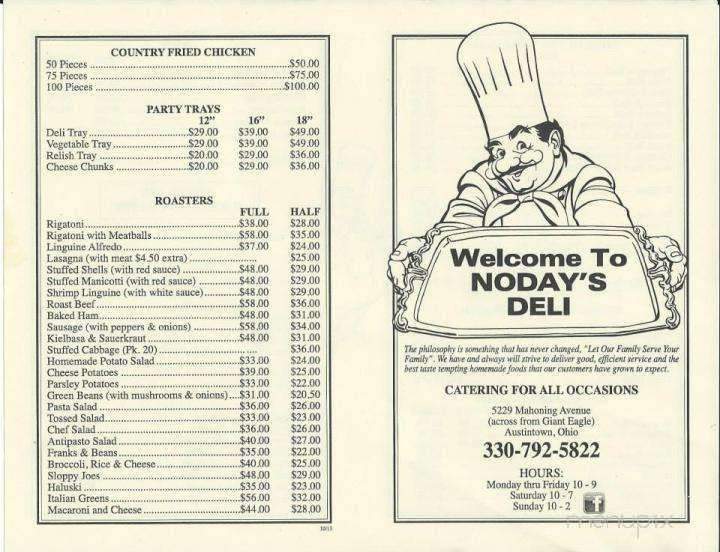 COUNTRY FRIED CHICKEN
50 Pieces ..........$50.00
75 Pieces ..........$75.00
100 Pieces ..........$100.00
PARTY TRAYS
12” 16” 18”
Deli Tray..........$29.00 $39.00 $49.00
Vegetable Tray..........$29.00 $39.00 $49.00
Relish Tray ..........$20.00 $29.00 $36.00
Cheese Chunks ..........$20.00 $29.00 $36.00
ROASTERS
FULL HALF
Rigatoni..........$38.00 $28.00
Rigatoni with Meatballs..........$58.00 $35.00
Linguine Alfredo..........$37.00 $24.00
Lasagna (with meat $4.50 extra) .......... $25.00
Stuffed Shells (with red sauce) ..........$48.00 $29.00
Stuffed Manicotti (with red sauce) ..........$48.00 $29.00
Shrimp Linguine (with white sauce)..........$48.00 $29.00
Roast Beef..........$58.00 $36.00
Baked Ham..........$48.00 $31.00
Sausage (with peppers & onions) ..........$58.00 $34.00
Kielbasa & Sauerkraut ..........$48.00 $31.00
Stuffed Cabbage (Pk. 20).......... $36.00
Homemade Potato Salad ..........$33.00 $24.00
Cheese Potatoes ..........$39.00 $25.00
Parsley Potatoes ..........$33.00 $22.00
Green Beans (with mushrooms & onions)....$31.00 $20.50
Pasta Salad ..........$36.00 $26.00
Tossed Salad..........$33.00 $23.00
Chef Salad ..........$36.00 $26.00
Antipasto Salad ..........$40.00 $27.00
Franks & Beans..........$35.00 $22.00
Broccoli, Rice & Cheese..........$40.00 $25.00
Sloppy Joes ..........$48.00 $29.00
Haluski ..........$35.00 $23.00
Italian Greens ..........$56.00 $32.00
Macaroni and Cheese ..........$44.00 $28.00
10/13
Welcome To
NODAY'S
DELI
The philosophy is something that has never changed, "Let Our Family Serve Your
Family". We have and always will strive to deliver good, efficient service and the
best taste tempting homemade foods that our customers have grown to expect.
CATERING FOR ALL OCCASIONS
5229 Mahoning Avenue
(across from Giant Eagle)
Austintown, Ohio
330-792-5822
HOURS:
Monday thru Friday 10 - 9
Saturday 10 - 7
Sunday 10 - 2
f
menupix